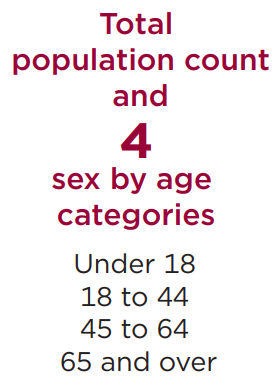 Total
population count
and
4
sex by age
categories
Under 18
18 to 44
45 to 64
65 and over